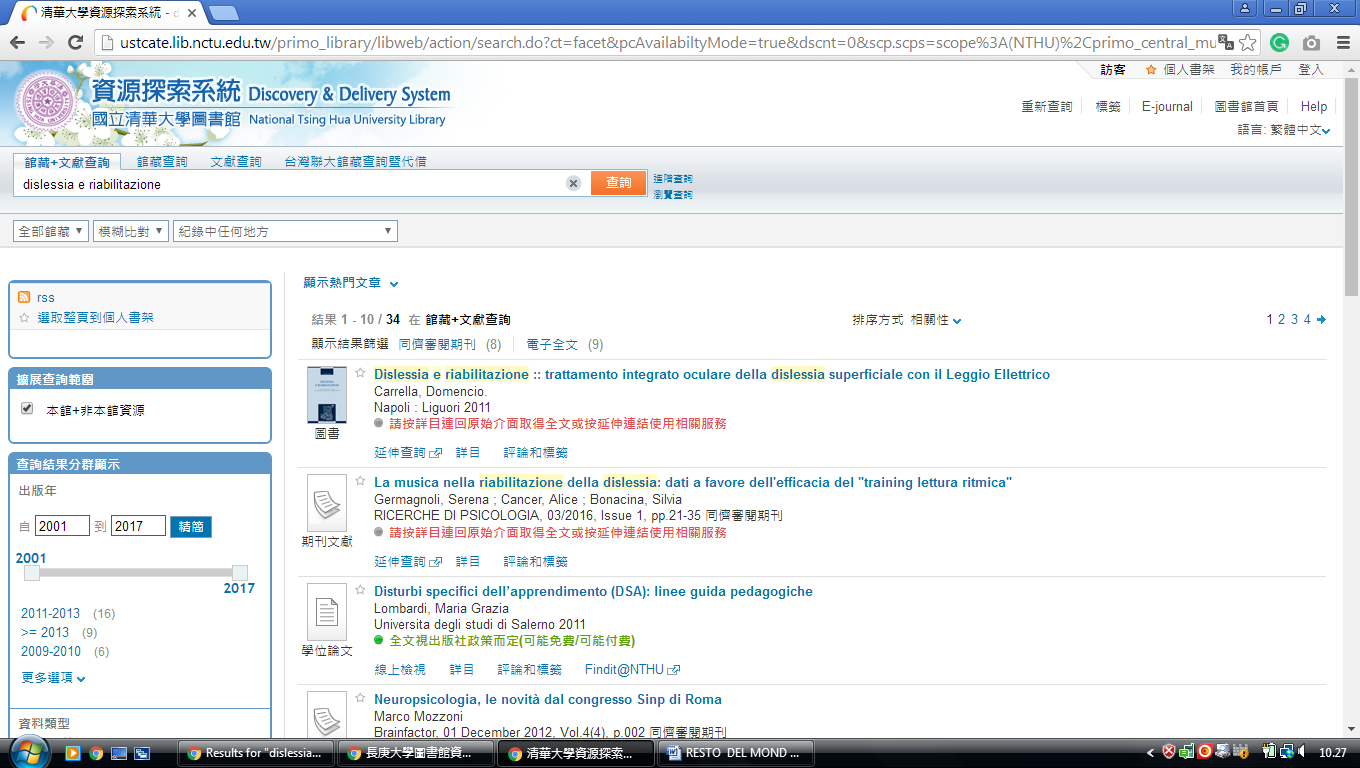 清華大學資源探索系統 - d
ustcate.lib.nctu.edu.tw/primo_library/libweb/action/search.do?ct=facet&pcAvailabiltyMode=true&dscnt=0&scp.scps=scope%3A(NTHU)%2Cprimo_central_mu
訪客 個人書架 我的帳戶 登入
資源探索系統 Discovery & Delivery System
國立清華大學圖書館 National Tsing Hua University Library
重新查詢 標籤 E-journal 圖書館首頁 Help
語言: 繁體中文
館藏+文獻查詢 館藏查詢 文獻查詢 台灣聯大館藏查詢暨代借
dislessia e riabilitazione 查詢 進階查詢
瀏覽查詢
全部館藏 模糊比對 紀錄中任何地方
rss
選取整頁到個人書架
擴展查詢範圍
本館+非本館資源
查詢結果分群顯示
出版年
自 2001 到 2017 精簡
2001
2017
2011-2013 (16)
>= 2013 (9)
2009-2010 (6)
更多選項
資料類型
顯示熱門文章
結果 1 - 10 / 34 在 館藏+文獻查詢 排序方式 相關性 1 2 3 4
顯示結果篩選 同儕審閱期刊 (8) 電子全文 (9)
圖書
Dislessia e riabilitazione :: trattamento integrato oculare della dislessia superficiale con il Leggio Ellettrico
Carrella, Domencio.
Napoli : Liguori 2011
請按詳目連回原始介面取得全文或按延伸連結使用相關服務
延伸查詢 詳目 評論和標籤
期刊文獻
La musica nella riabilitazione della dislessia: dati a favore dell'efficacia del "training lettura ritmica"
Germagnoli, Serena ; Cancer, Alice ; Bonacina, Silvia
RICERCHE DI PSICOLOGIA, 03/2016, Issue 1, pp.21-35 同儕審閱期刊
請按詳目連回原始介面取得全文或按延伸連結使用相關服務
延伸查詢 詳目 評論和標籤
學位論文
Disturbi specifici dell’apprendimento (DSA): linee guida pedagogiche
Lombardi, Maria Grazia
Universita degli studi di Salerno 2011
全文視出版社政策而定(可能免費/可能付費)
線上檢視 詳目 評論和標籤 Findit@NTHU
Neuropsicologia, le novità dal congresso Sinp di Roma
Marco Mozzoni
Brainfactor, 01 December 2012, Vol.4(4), p.002 同儕審閱期刊
Results for "dislessia... 長庚大學圖書館資... 清華大學資源探索... RESTO DEL MOND ... 10.27